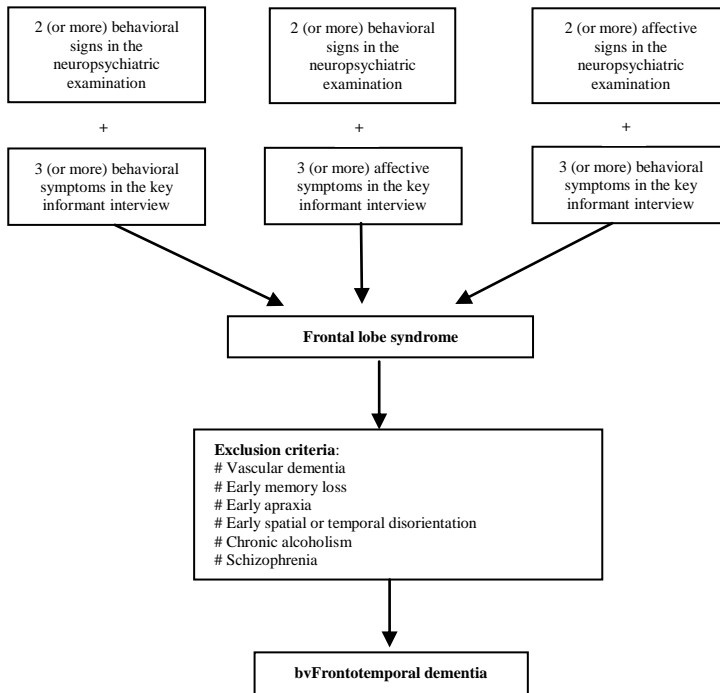 2 (or more) behavioral
signs in the
neuropsychiatric
examination
+
3 (or more) behavioral
symptoms in the key
informant interview
2 (or more) behavioral
signs in the
neuropsychiatric
examination
+
3 (or more) affective
symptoms in the key
informant interview
2 (or more) affective
signs in the
neuropsychiatric
examination
+
3 (or more) behavioral
symptoms in the key
informant interview
Frontal lobe syndrome
Exclusion criteria:
# Vascular dementia
# Early memory loss
# Early apraxia
# Early spatial or temporal disorientation
# Chronic alcoholism
# Schizophrenia
bvFrontotemporal dementia